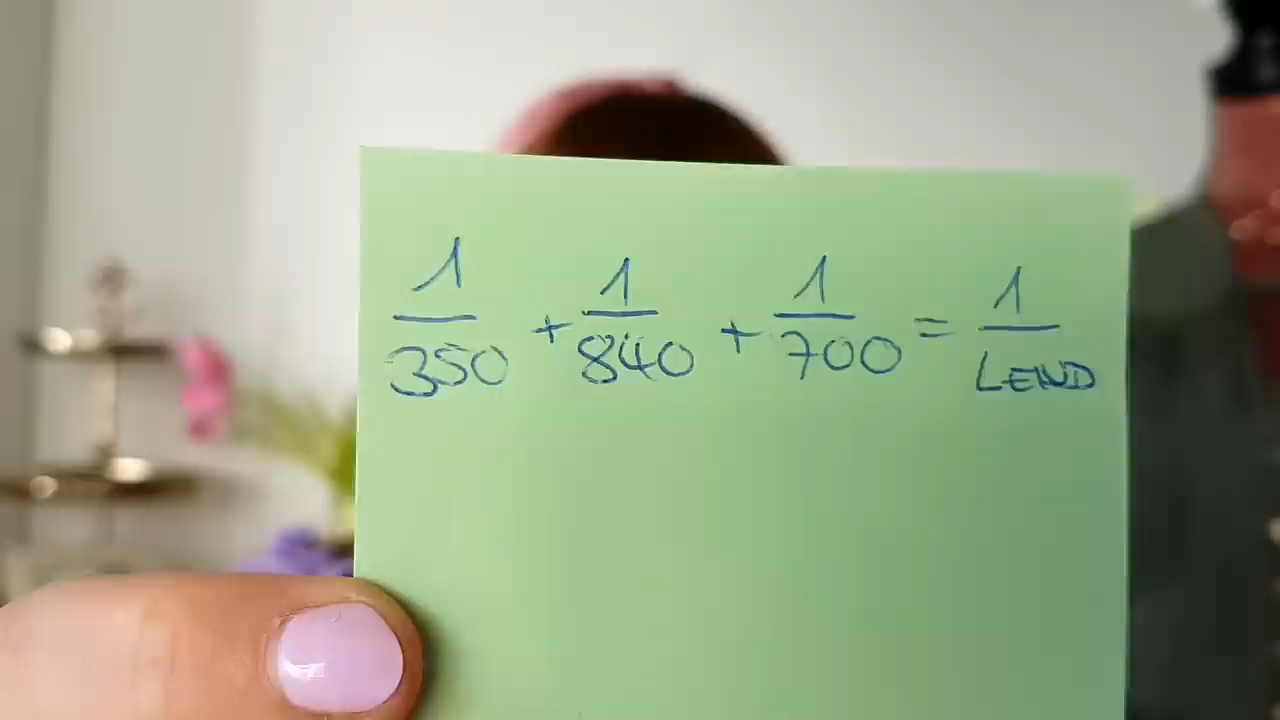 1/350 + 1/840 + 1/700 = 1/LEND